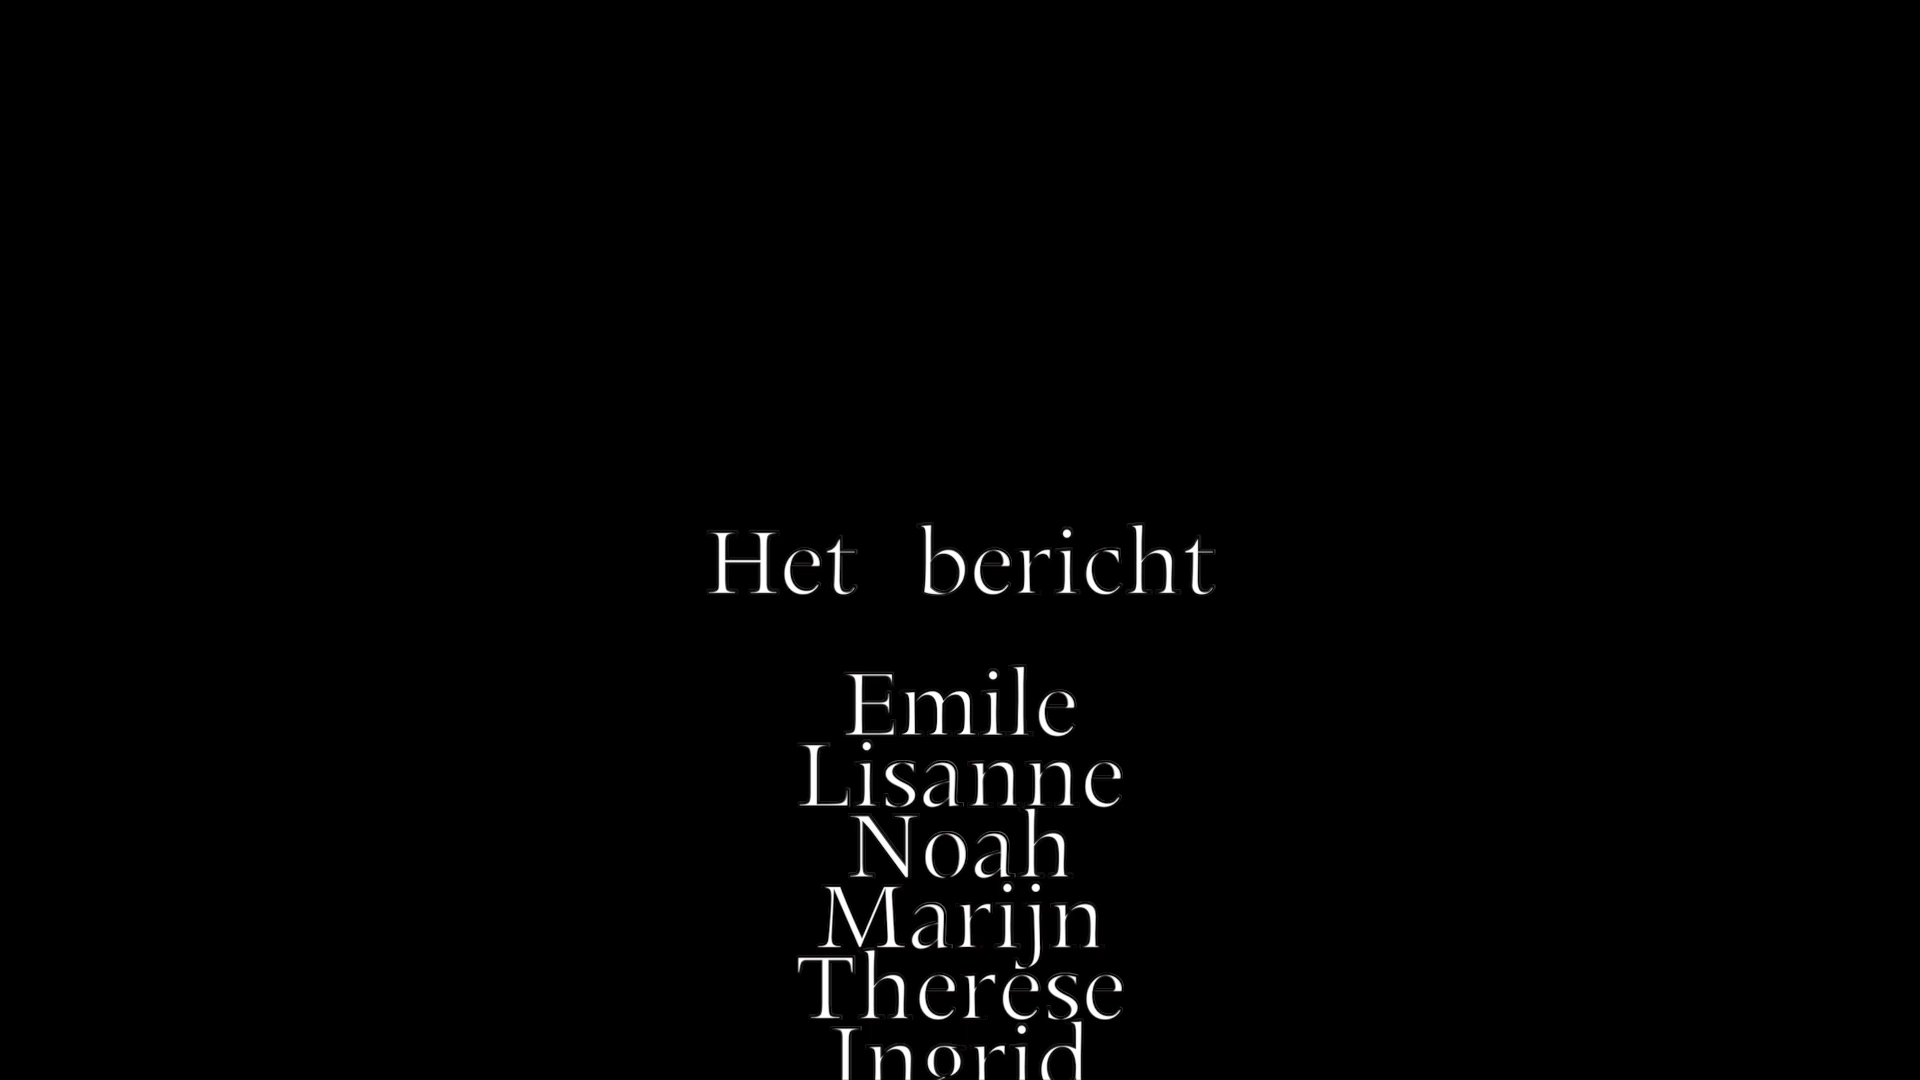 Het bericht
Emile
Lisanne
Noah
Marijn
Therese
Ingrid